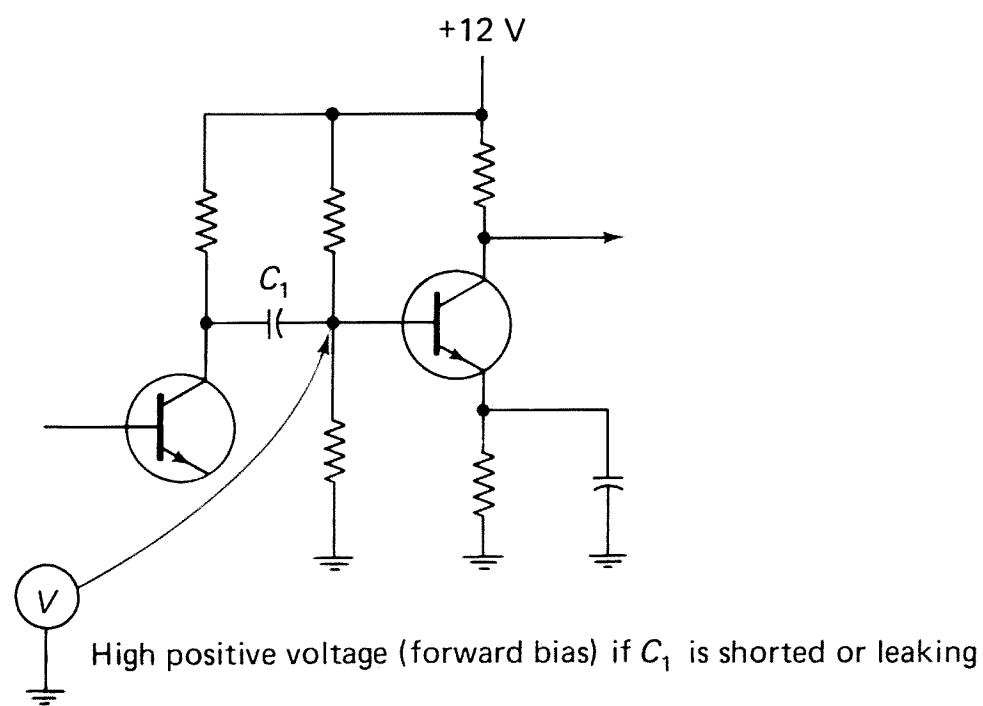 +12 V
C₁
V
High positive voltage (forward bias) if C₁ is shorted or leaking